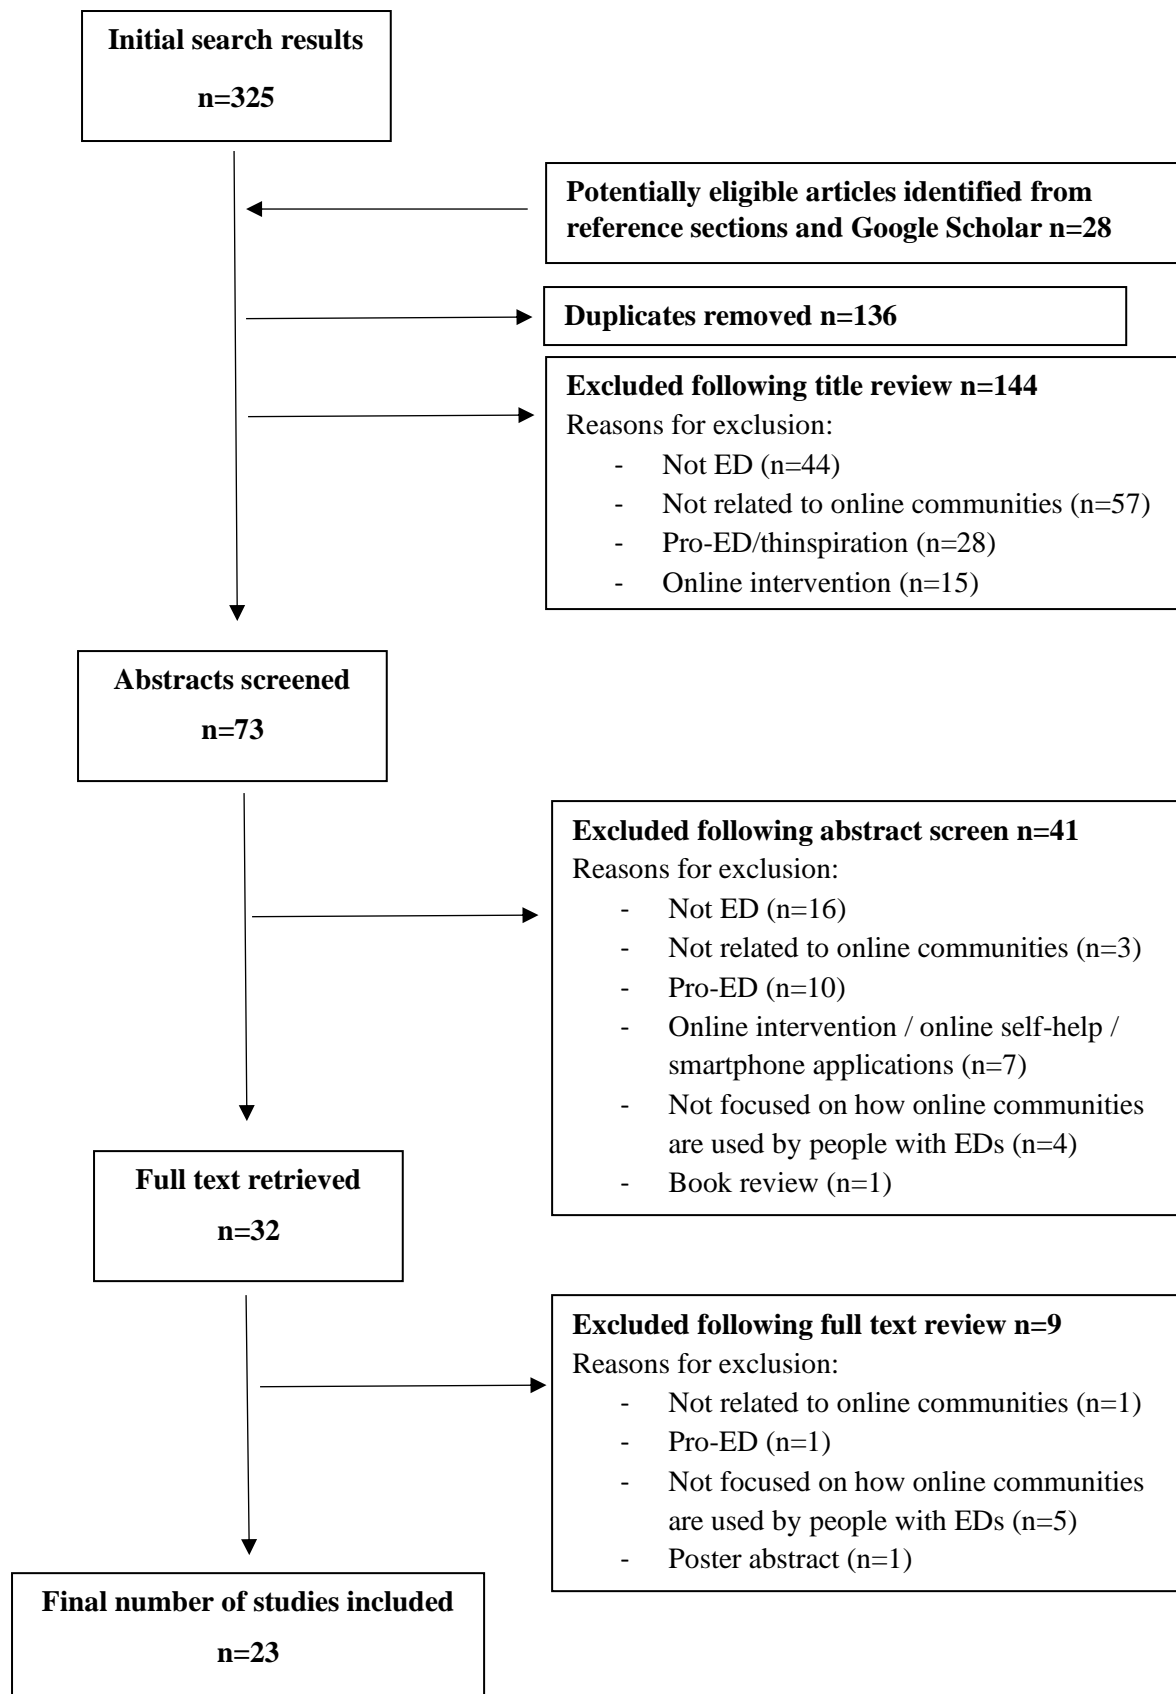 Initial search results
n=325
Potentially eligible articles identified from
reference sections and Google Scholar n=28
Duplicates removed n=136
Excluded following title review n=144
Reasons for exclusion:
- Not ED (n=44)
- Not related to online communities (n=57)
- Pro-ED/thinspiration (n=28)
- Online intervention (n=15)
Abstracts screened
n=73
Excluded following abstract screen n=41
Reasons for exclusion:
- Not ED (n=16)
- Not related to online communities (n=3)
- Pro-ED (n=10)
- Online intervention / online self-help /
smartphone applications (n=7)
- Not focused on how online communities
are used by people with EDs (n=4)
- Book review (n=1)
Full text retrieved
n=32
Excluded following full text review n=9
Reasons for exclusion:
- Not related to online communities (n=1)
- Pro-ED (n=1)
- Not focused on how online communities
are used by people with EDs (n=5)
- Poster abstract (n=1)
Final number of studies included
n=23